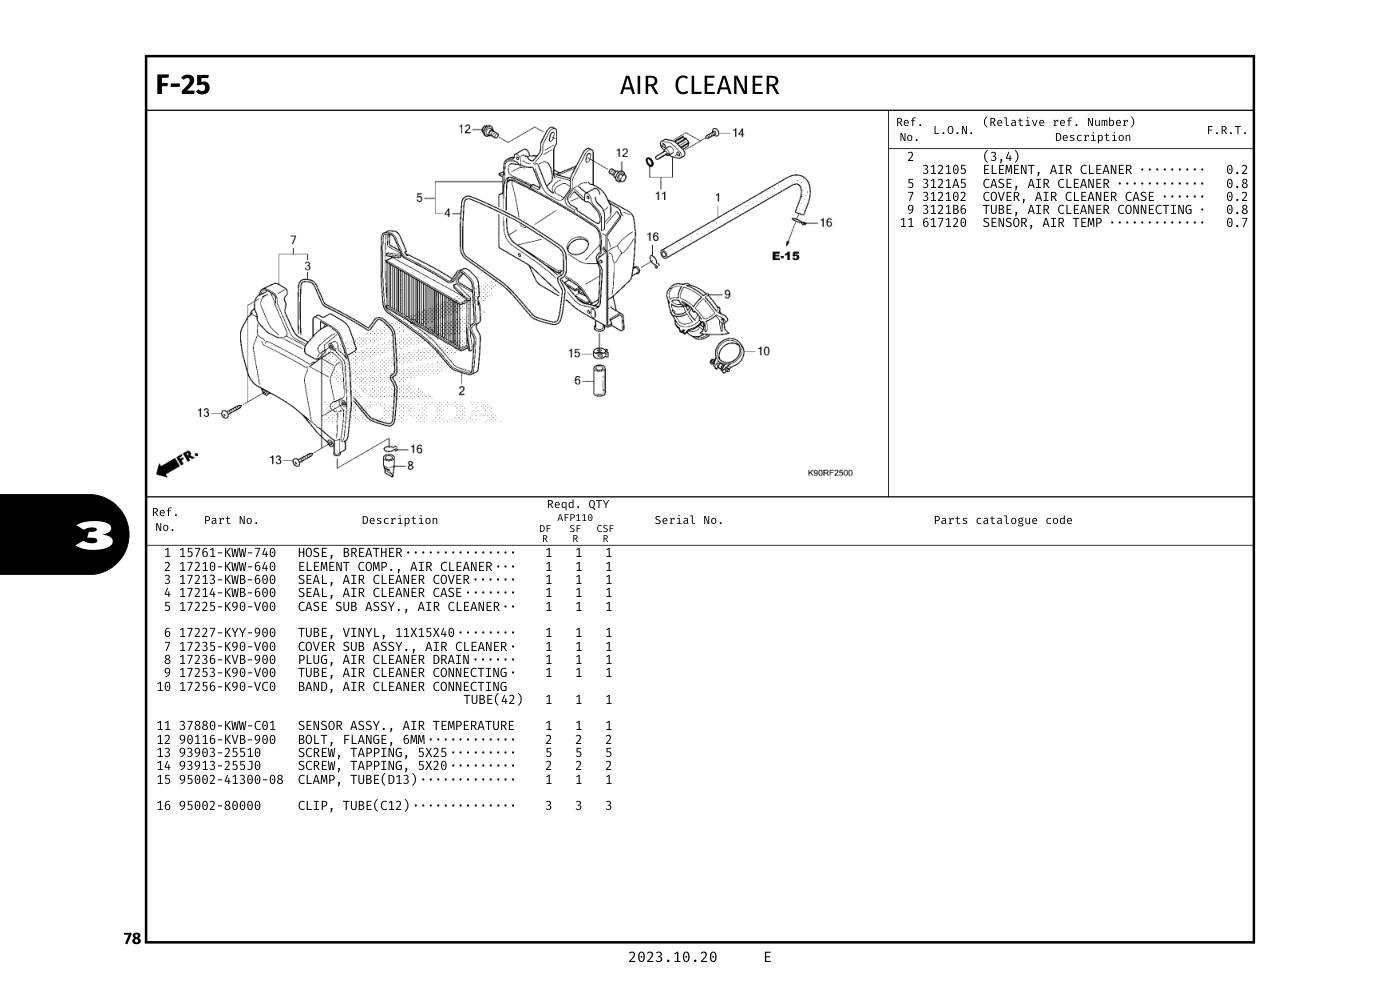 F-25
AIR CLEANER
12
14
12
11
5
4
1
16
16
E-15
7
3
9
10
15
6
2
13
13
16
8
HONDA
FR.
K90RF2500
Ref. No. L.O.N. (Relative ref. Number) Description F.R.T.
2 (3,4)
312105 ELEMENT, AIR CLEANER ········· 0.2
5 3121A5 CASE, AIR CLEANER ············ 0.8
7 312102 COVER, AIR CLEANER CASE ······ 0.2
9 3121B6 TUBE, AIR CLEANER CONNECTING · 0.8
11 617120 SENSOR, AIR TEMP ············· 0.7
3
Ref. No. Part No. Description Reqd. QTY Serial No. Parts catalogue code
AFP110
DF SF CSF
R R R
1 15761-KWW-740 HOSE, BREATHER··············· 1 1 1
2 17210-KWW-640 ELEMENT COMP., AIR CLEANER··· 1 1 1
3 17213-KWB-600 SEAL, AIR CLEANER COVER······ 1 1 1
4 17214-KWB-600 SEAL, AIR CLEANER CASE······· 1 1 1
5 17225-K90-V00 CASE SUB ASSY., AIR CLEANER·· 1 1 1
6 17227-KYY-900 TUBE, VINYL, 11X15X40········ 1 1 1
7 17235-K90-V00 COVER SUB ASSY., AIR CLEANER· 1 1 1
8 17236-KVB-900 PLUG, AIR CLEANER DRAIN······ 1 1 1
9 17253-K90-V00 TUBE, AIR CLEANER CONNECTING· 1 1 1
10 17256-K90-VC0 BAND, AIR CLEANER CONNECTING
TUBE(42) 1 1 1
11 37880-KWW-C01 SENSOR ASSY., AIR TEMPERATURE 1 1 1
12 90116-KVB-900 BOLT, FLANGE, 6MM············ 2 2 2
13 93903-25510 SCREW, TAPPING, 5X25········· 5 5 5
14 93913-255J0 SCREW, TAPPING, 5X20········· 2 2 2
15 95002-41300-08 CLAMP, TUBE(D13)············· 1 1 1
16 95002-80000 CLIP, TUBE(C12)·············· 3 3 3
78
2023.10.20 E